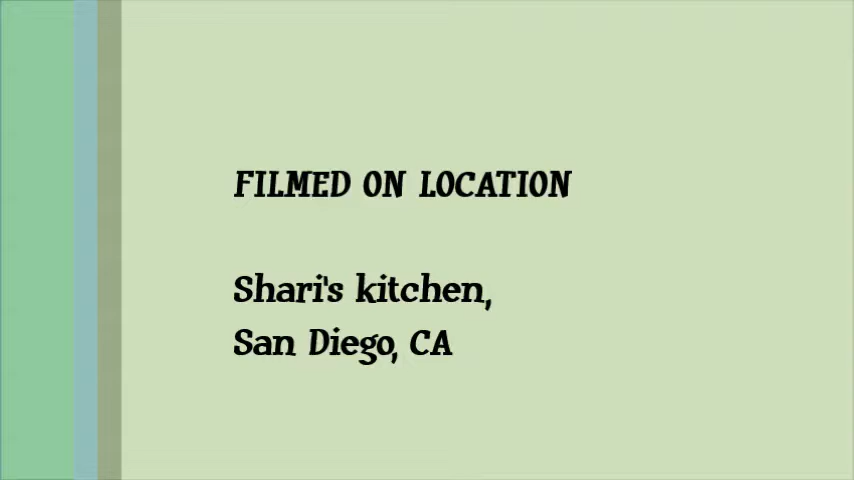 FILMED ON LOCATION
Shari's kitchen,
San Diego, CA